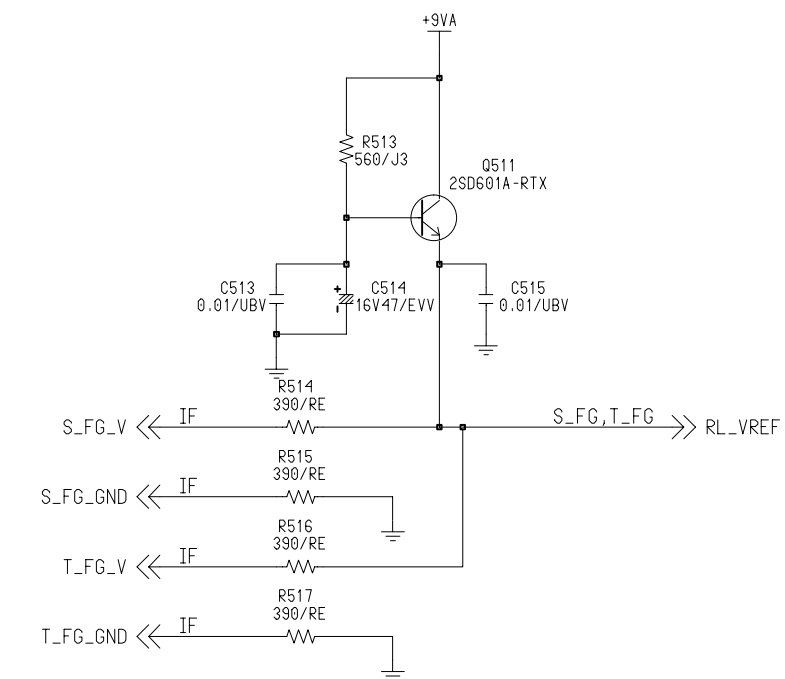 +9VA
R513
560/J3
Q511
2SD601A-RTX
C513
0.01/UBV
+
-
C514
16V47/EVV
C515
0.01/UBV
R514
390/RE
S_FG_V
IF
S_FG,T_FG
RL_VREF
R515
390/RE
S_FG_GND
IF
R516
390/RE
T_FG_V
IF
R517
390/RE
T_FG_GND
IF